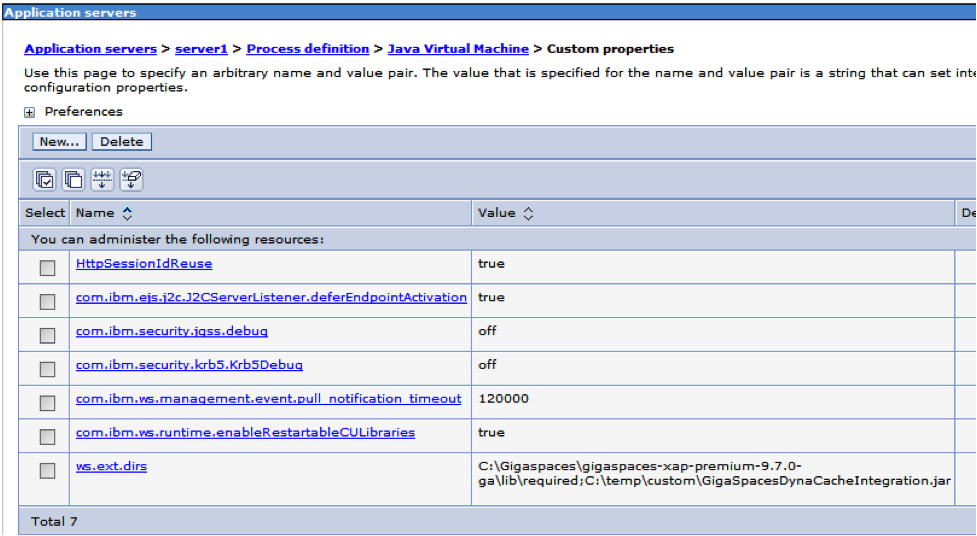 Application servers
Application servers > server1 > Process definition > Java Virtual Machine > Custom properties
Use this page to specify an arbitrary name and value pair. The value that is specified for the name and value pair is a string that can set
configuration properties.
Preferences
New... Delete
Select Name Value
You can administer the following resources:
HttpSessionIdReuse true
com.ibm.ejs.j2c.J2CServerListener.deferEndpointActivation true
com.ibm.security.jgss.debug off
com.ibm.security.krb5.Krb5Debug off
com.ibm.ws.management.event.pull_notification_timeout 120000
com.ibm.ws.runtime.enableRestartableCULibraries true
ws.ext.dirs C:\Gigaspaces\gigaspaces-xap-premium-9.7.0-
ga\lib\required;C:\temp\custom\GigaSpacesDynaCacheIntegration.jar
Total 7